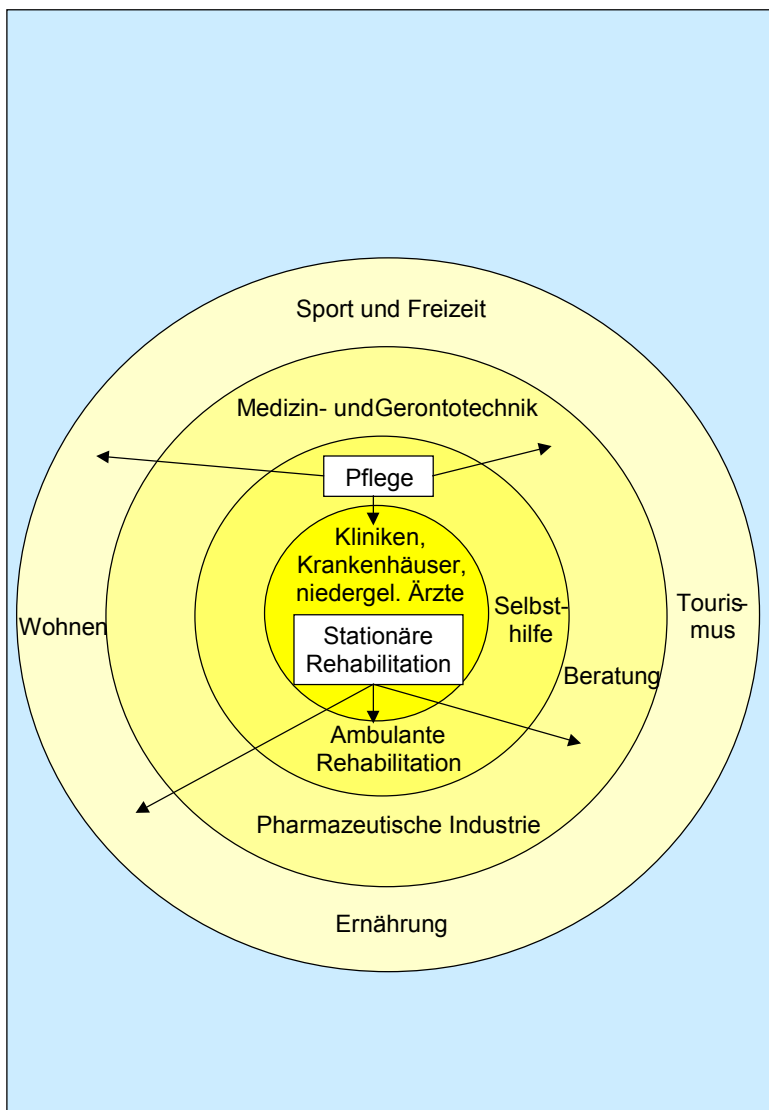 Sport und Freizeit
Medizin- undGerontotechnik
Pflege
Kliniken,
Krankenhäuser,
niedergel. Ärzte
Selbst-
hilfe
Touris-
mus
Wohnen
Stationäre
Rehabilitation
Beratung
Ambulante
Rehabilitation
Pharmazeutische Industrie
Ernährung